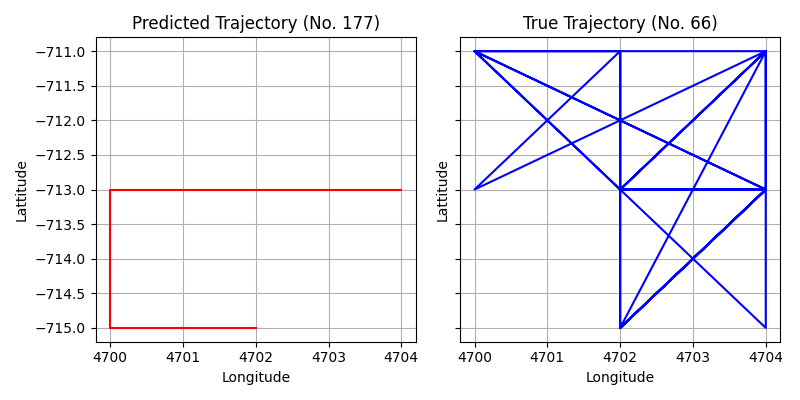 Predicted Trajectory (No. 177)
True Trajectory (No. 66)
−711.0
−711.5
−712.0
−712.5
−713.0
−713.5
−714.0
−714.5
−715.0
Lattitude
Lattitude
4700 4701 4702 4703 4704
4700 4701 4702 4703 4704
Longitude
Longitude